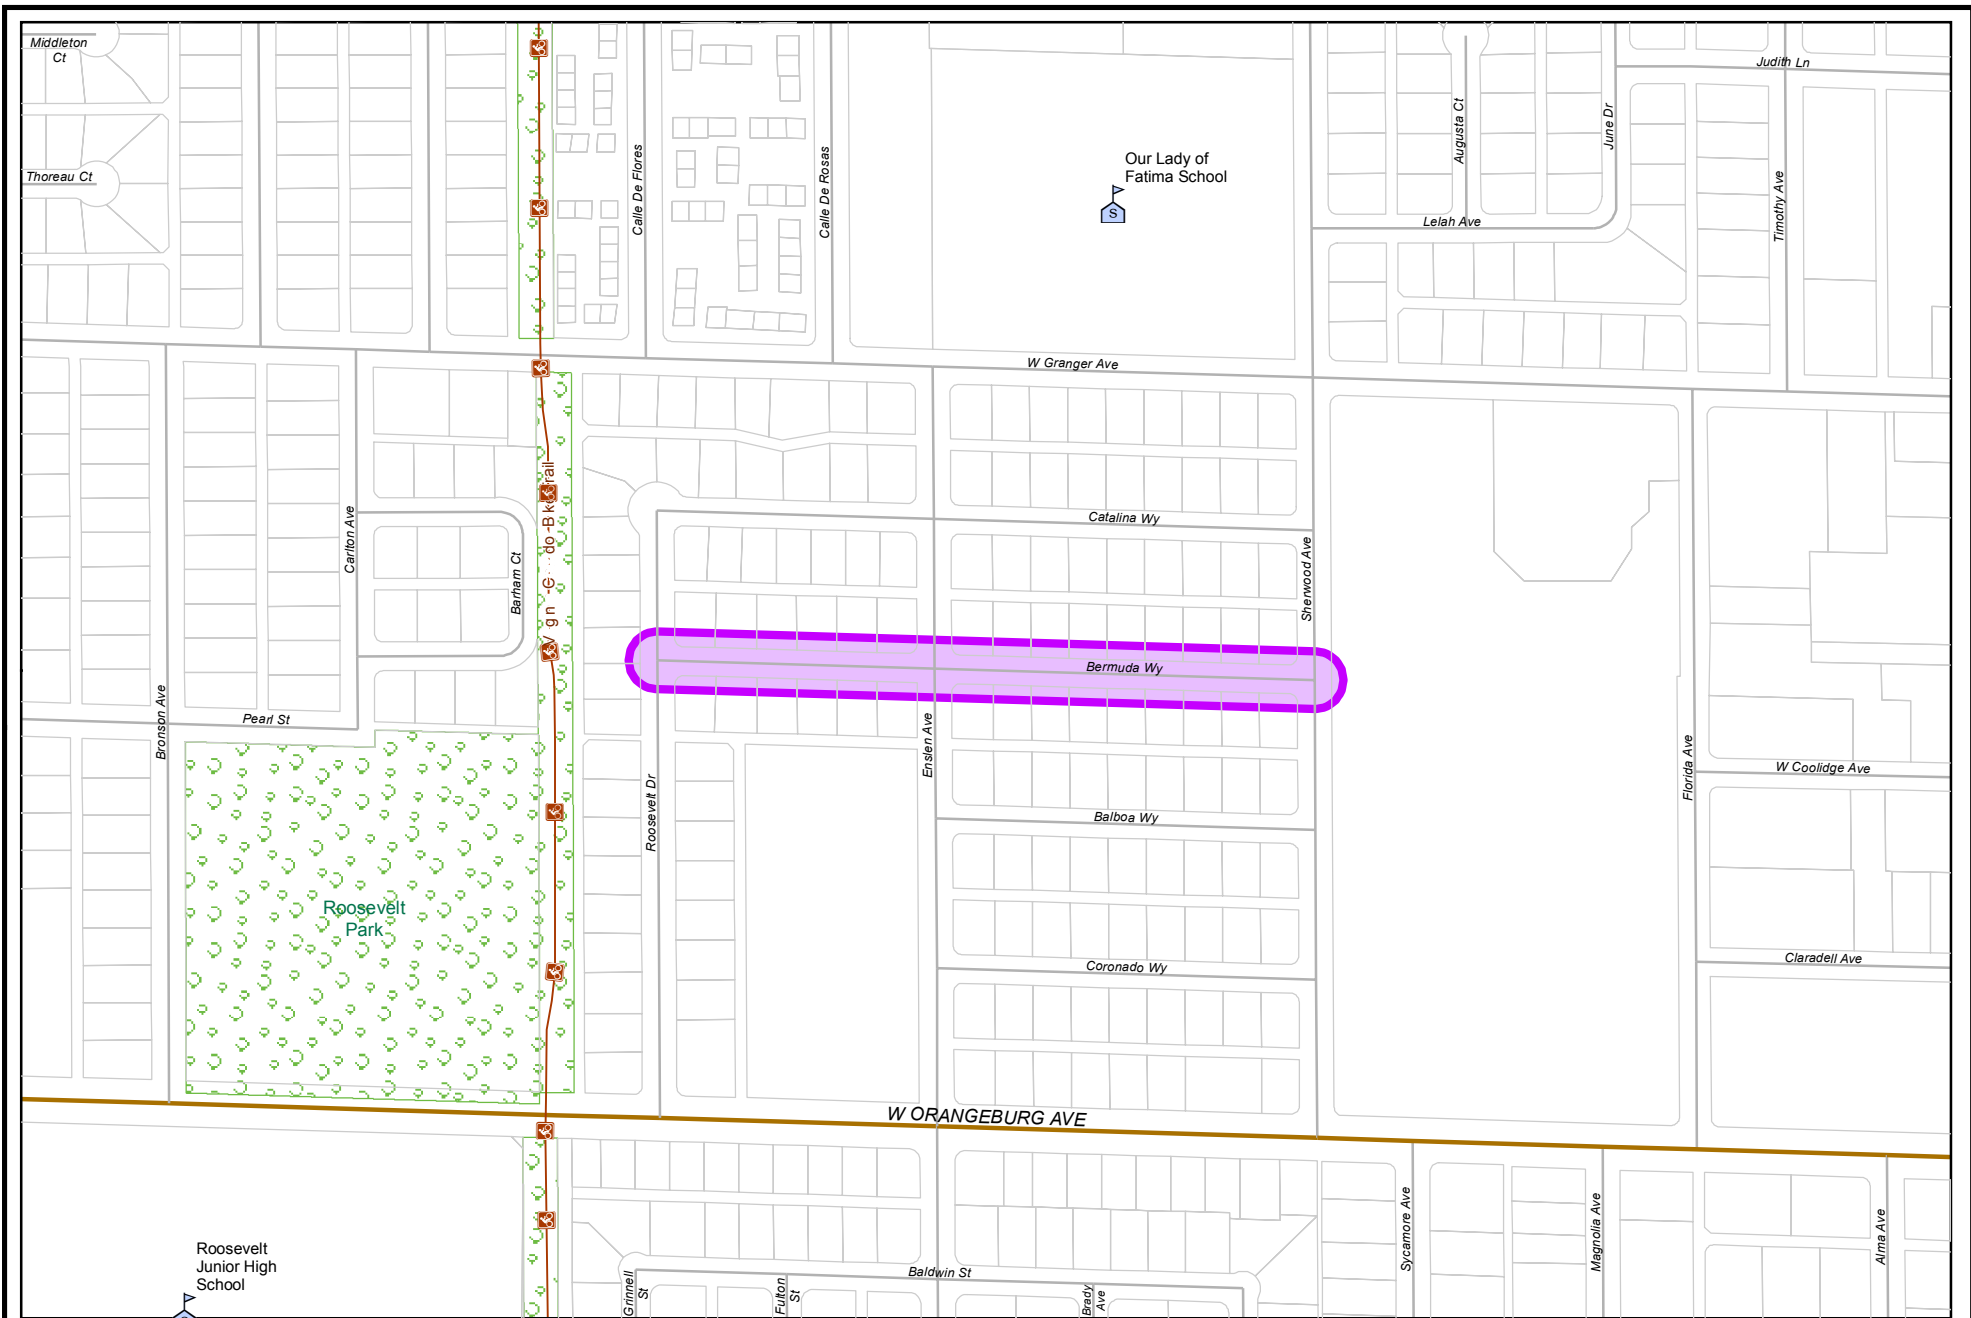 Middleton
Ct
Judith Ln
Augusta Ct
June Dr
Calle De Flores
Calle De Rosas
Our Lady of
Fatima School
S
Thoreau Ct
Timothy Ave
Lelah Ave
W Granger Ave
Catalina Wy
Carlton Ave
Barham Ct
Sherwood Ave
Bermuda Wy
Bronson Ave
Pearl St
Enslen Ave
Roosevelt Dr
Florida Ave
W Coolidge Ave
Balboa Wy
Roosevelt
Park
Coronado Wy
Claradell Ave
W ORANGEBURG AVE
Sycamore Ave
Magnolia Ave
Alma Ave
Roosevelt
Junior High
School
Baldwin St
Grinnell
St
Fulton
St
Brady
Ave